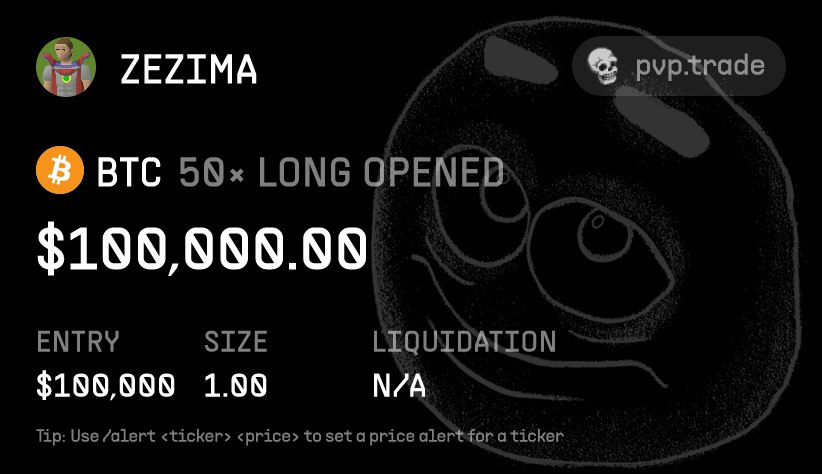 ZEZIMA
pvp.trade
BTC 50× LONG OPENED
$100,000.00
ENTRY SIZE LIQUIDATION
$100,000 1.00 N/A
Tip: Use /alert <ticker> <price> to set a price alert for a ticker